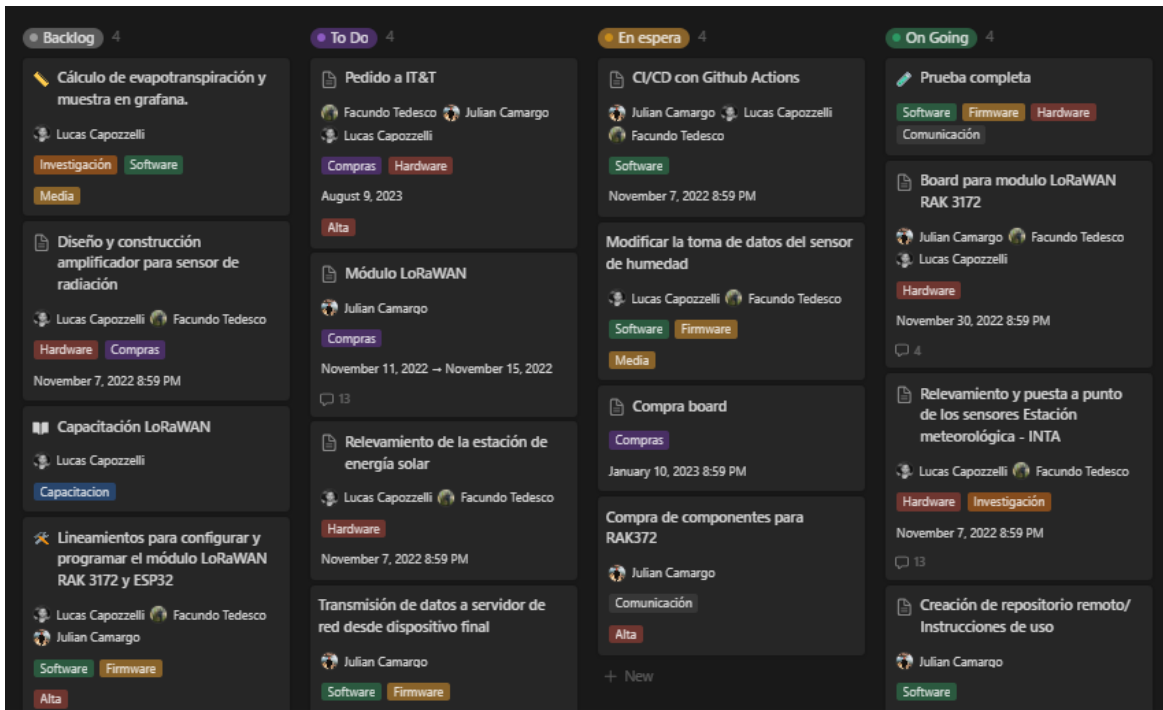 Backlog 4
Cálculo de evapotranspiración y
muestra en grafana.
Lucas Capozzelli
Investigación Software
Media
Diseño y construcción
amplificador para sensor de
radiación
Lucas Capozzelli Facundo Tedesco
Hardware Compras
November 7, 2022 8:59 PM
Capacitación LoRaWAN
Lucas Capozzelli
Capacitacion
Lineamientos para configurar y
programar el módulo LoRaWAN
RAK 3172 y ESP32
Lucas Capozzelli Facundo Tedesco
Julian Camargo
Software Firmware
Alta
To Do 4
Pedido a IT&T
Facundo Tedesco Julian Camargo
Lucas Capozzelli
Compras Hardware
August 9, 2023
Alta
Módulo LoRaWAN
Julian Camargo
Compras
November 11, 2022 → November 15, 2022
13
Relevamiento de la estación de
energía solar
Lucas Capozzelli Facundo Tedesco
Hardware
November 7, 2022 8:59 PM
Transmisión de datos a servidor de
red desde dispositivo final
Julian Camargo
Software Firmware
En espera 4
CI/CD con Github Actions
Julian Camargo Lucas Capozzelli
Facundo Tedesco
Software
November 7, 2022 8:59 PM
Modificar la toma de datos del sensor
de humedad
Lucas Capozzelli Facundo Tedesco
Software Firmware
Media
Compra board
Compras
January 10, 2023 8:59 PM
Compra de componentes para
RAK372
Julian Camargo
Comunicación
Alta
+ New
On Going 4
Prueba completa
Software Firmware Hardware
Comunicación
Board para modulo LoRaWAN
RAK 3172
Julian Camargo Facundo Tedesco
Lucas Capozzelli
Hardware
November 30, 2022 8:59 PM
4
Relevamiento y puesta a punto
de los sensores Estación
meteorológica - INTA
Lucas Capozzelli Facundo Tedesco
Hardware Investigación
November 7, 2022 8:59 PM
13
Creación de repositorio remoto/
Instrucciones de uso
Julian Camargo
Software